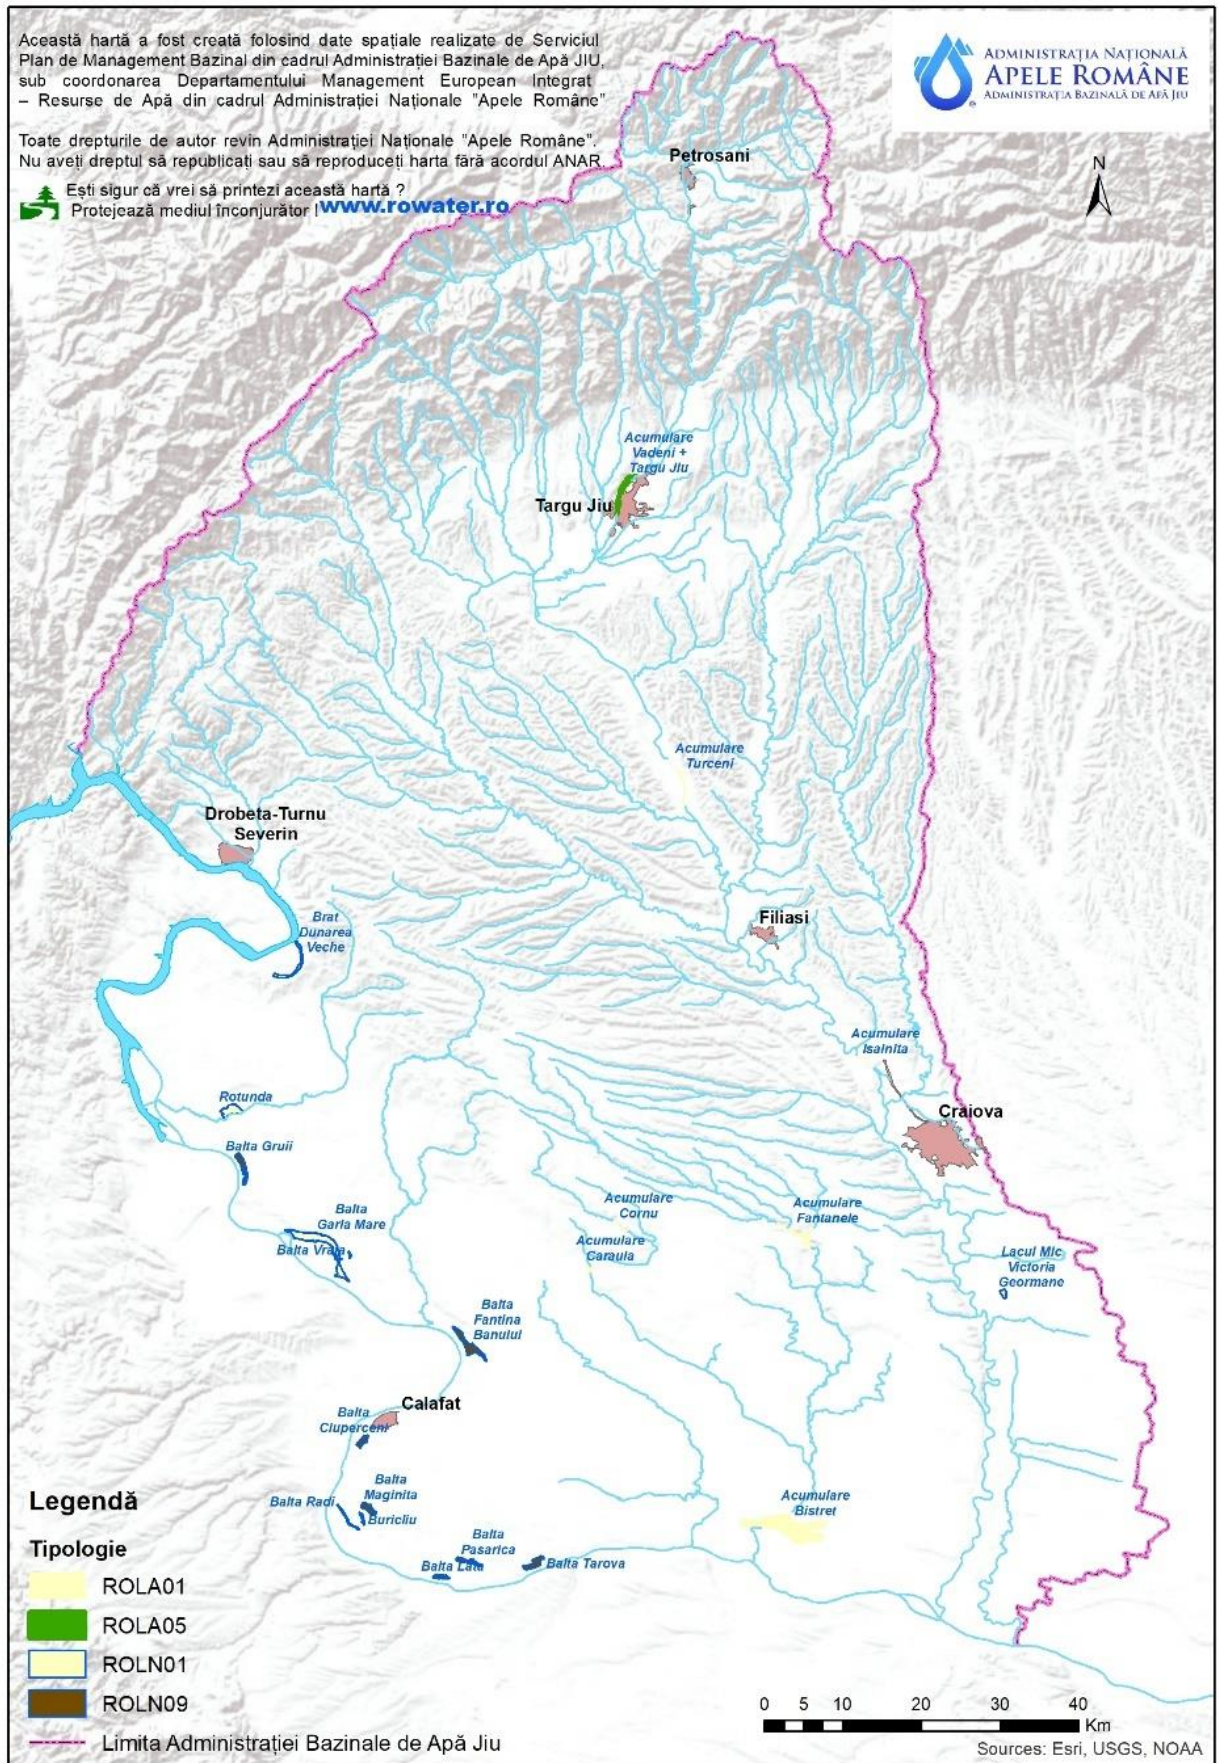 Această hartă a fost creată folosind date spațiale realizate de Serviciul
Plan de Management Bazinal din cadrul Administrației Bazinale de Apă JIU,
sub coordonarea Departamentului Management European Integrat
– Resurse de Apă din cadrul Administrației Naționale "Apele Române"
Toate drepturile de autor revin Administrației Naționale "Apele Române".
Nu aveți dreptul să republicați sau să reproduceți harta fără acordul ANAR.
Ești sigur că vrei să printezi această hartă ?
Protejează mediul înconjurător ! www.rowater.ro
ADMINISTRAȚIA NAȚIONALĂ
APELE ROMÂNE
ADMINISTRAȚIA BAZINALĂ DE APĂ JIU
N
Petrosani
Acumulare
Vadeni +
Targu Jiu
Targu Jiu
Acumulare
Turceni
Drobeta-Turnu
Severin
Brat
Dunarea
Veche
Filiasi
Acumulare
Isalnita
Rotunda
Craiova
Balta Gruii
Balta
Garla Mare
Balta Vrata
Acumulare
Cornu
Acumulare
Caraula
Acumulare
Fantanele
Lacul Mic
Victoria
Geormane
Balta
Fantina
Banului
Calafat
Balta
Ciuperceni
Balta
Maginita
Balta Radi
Buricliu
Balta
Pasarica
Balta Lata
Balta Tarova
Acumulare
Bistret
Legendă
Tipologie
ROLA01
ROLA05
ROLN01
ROLN09
Limita Administrației Bazinale de Apă Jiu
0 5 10 20 30 40
Km
Sources: Esri, USGS, NOAA